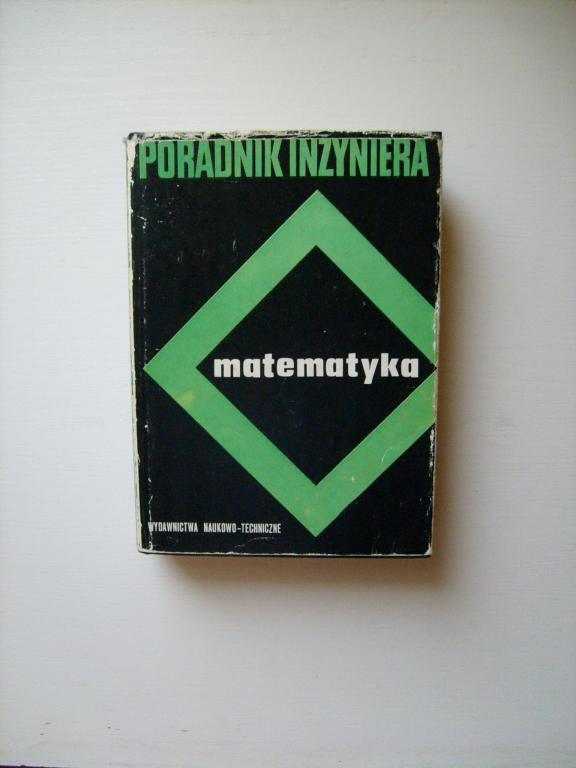 PORADNIK INŻYNIERA
matematyka
WYDAWNICTWA NAUKOWO-TECHNICZNE